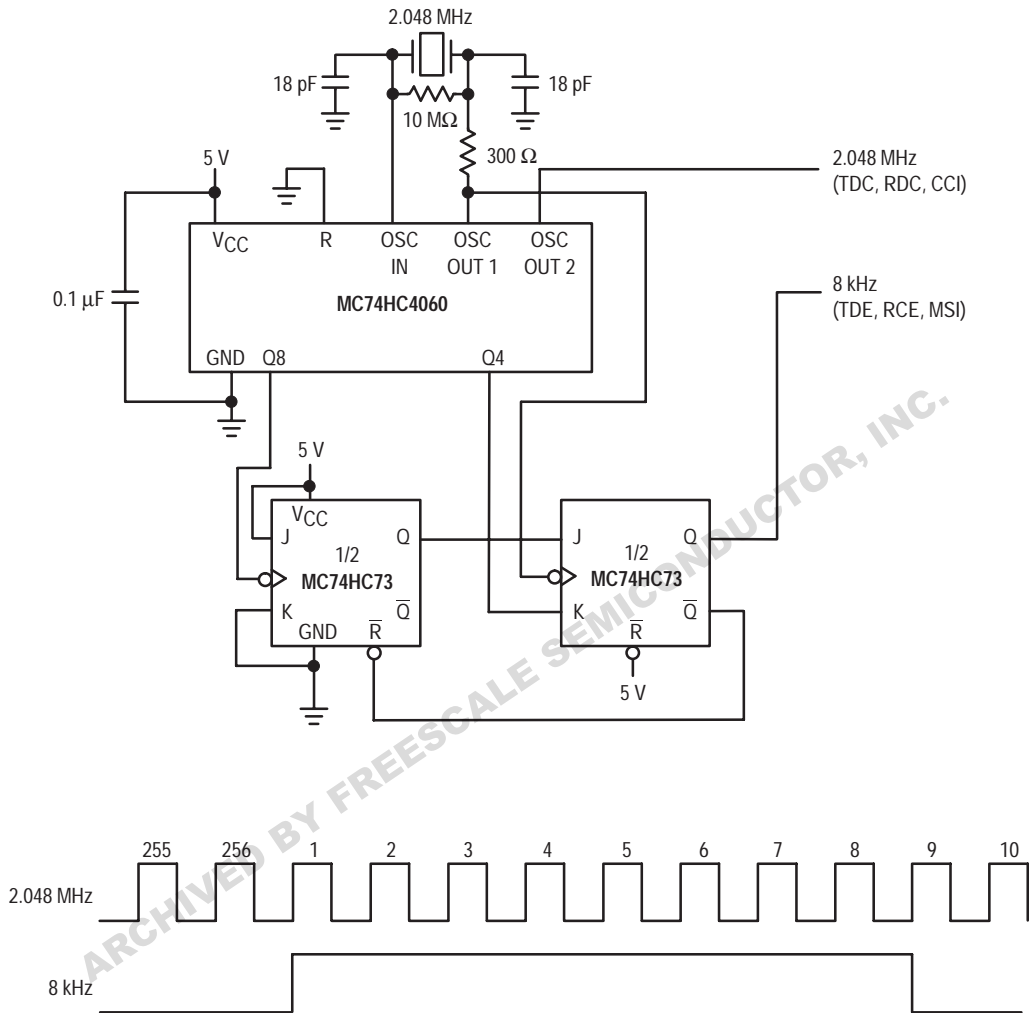 2.048 MHz
18 pF
18 pF
10 MΩ
300 Ω
5 V
2.048 MHz
(TDC, RDC, CCI)
VCC
R
OSC IN
OSC OUT 1
OSC OUT 2
8 kHz
(TDE, RCE, MSI)
0.1 µF
MC74HC4060
GND
Q8
Q4
5 V
VCC
J
Q
1/2
MC74HC73
K
Q̅
GND
R̅
J
Q
1/2
MC74HC73
K
Q̅
R̅
5 V
ARCHIVED BY FREESCALE SEMICONDUCTOR, INC.
255 256 1 2 3 4 5 6 7 8 9 10
2.048 MHz
8 kHz